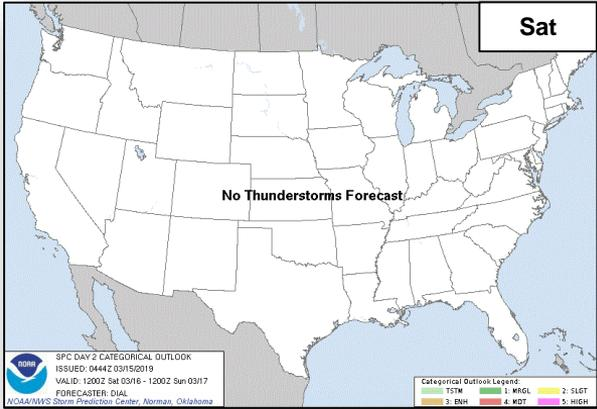 Sat
No Thunderstorms Forecast
NOAA
SPC DAY 2 CATEGORICAL OUTLOOK
ISSUED: 0444Z 03/15/2019
VALID: 1200Z Sat 03/16 - 1200Z Sun 03/17
FORECASTER: DIAL
NOAA/NWS Storm Prediction Center, Norman, Oklahoma
Categorical Outlook Legend:
TSTM 1: MRGL 2: SLGT
3: ENH 4: MDT 5: HIGH